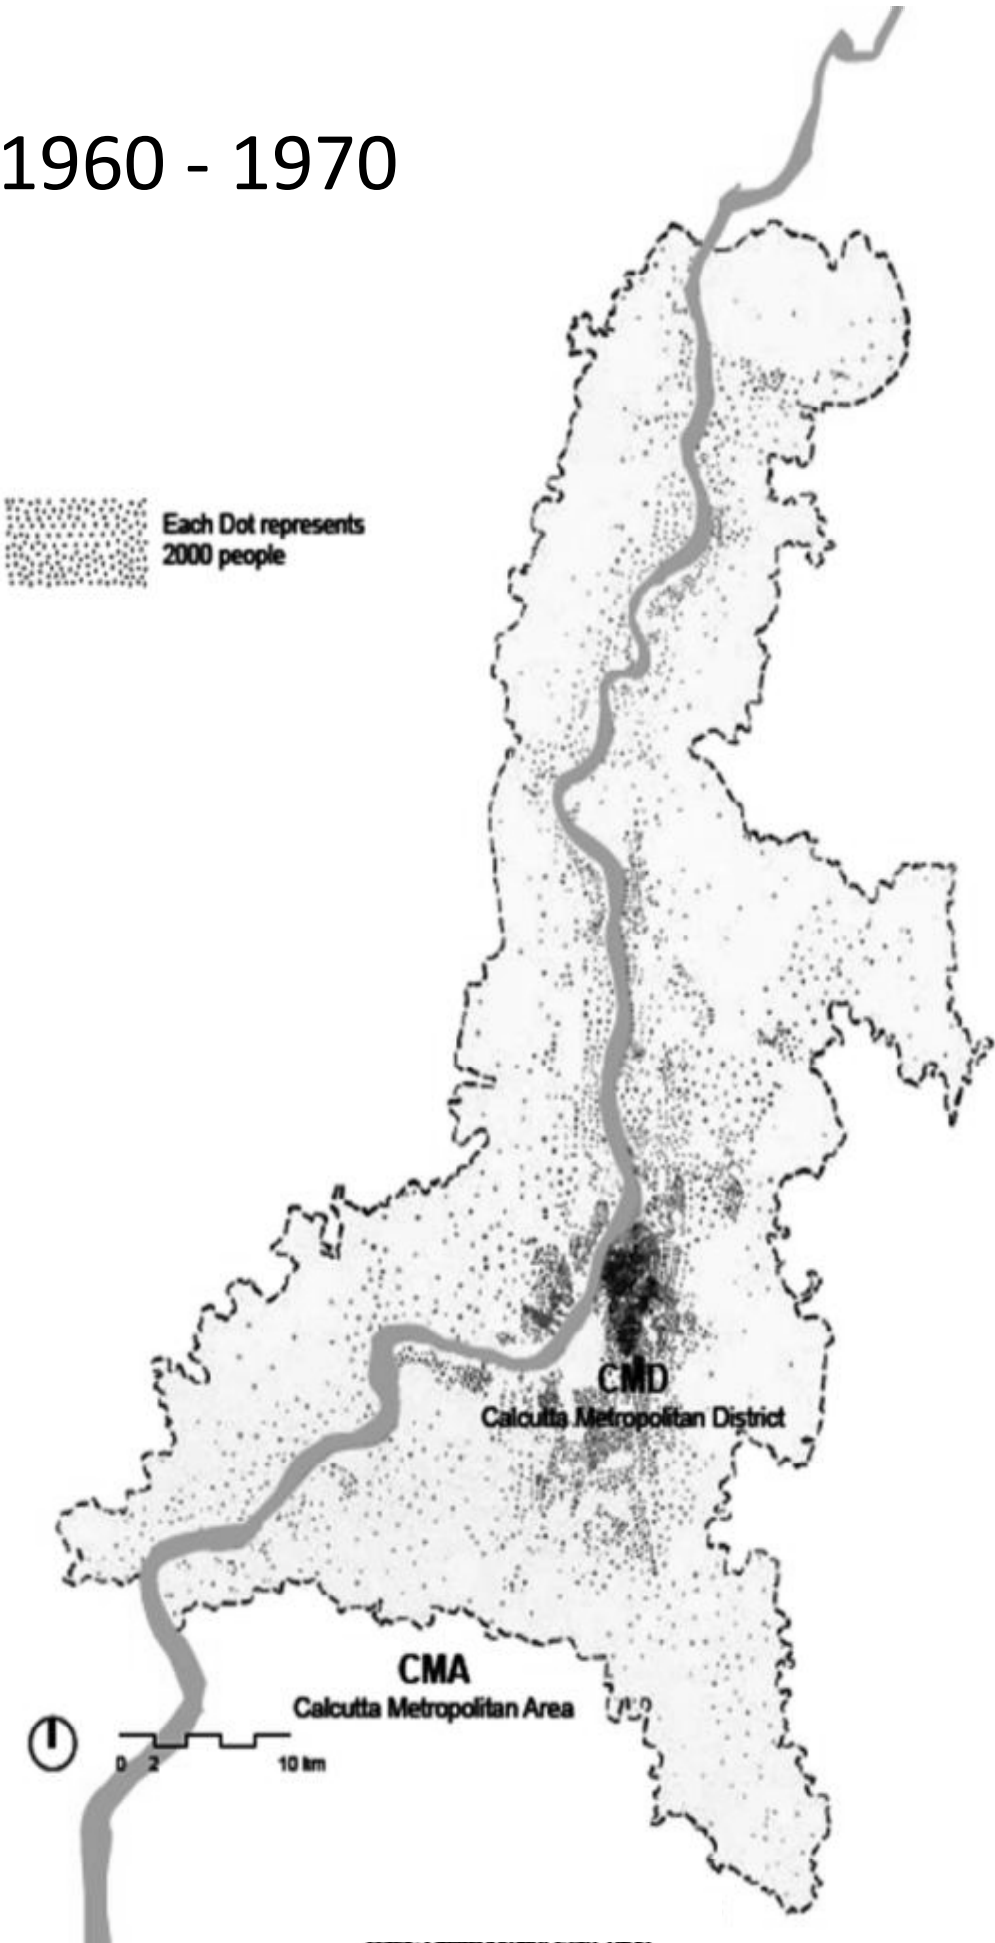 1960 - 1970
Each Dot represents
2000 people
CMD
Calcutta Metropolitan District
CMA
Calcutta Metropolitan Area
0 2 10 km